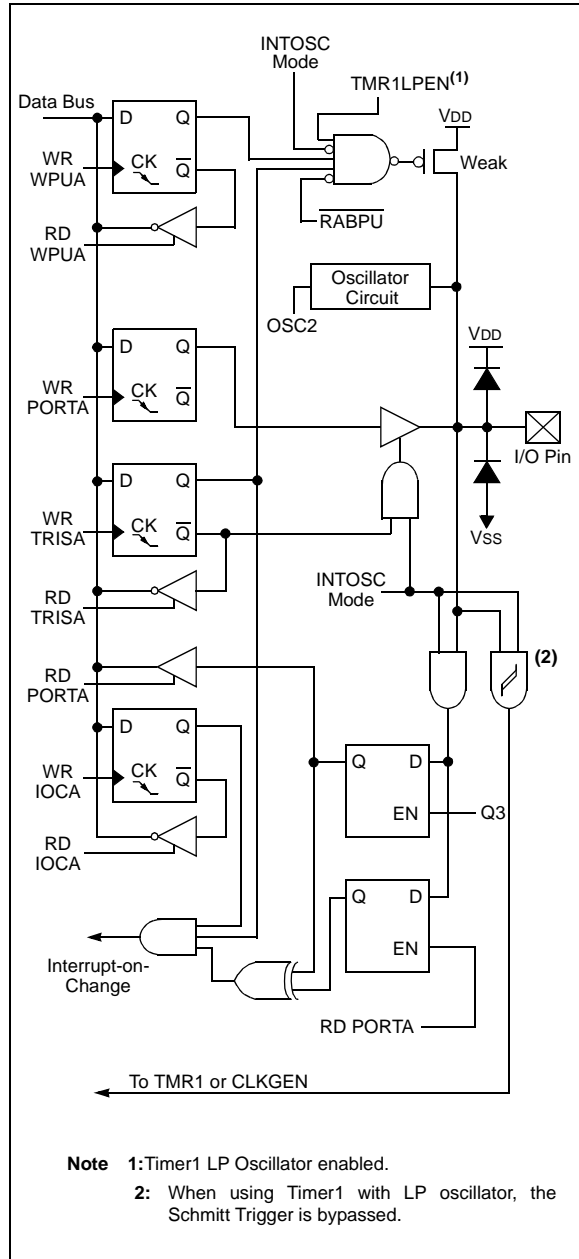 INTOSC
Mode
TMR1LPEN(1)
Data Bus
VDD
D Q
WR
WPUA
CK Q
Weak
RABPU
RD
WPUA
Oscillator
Circuit
OSC2
VDD
D Q
WR
PORTA
CK Q
I/O Pin
D Q
WR
TRISA
CK Q
VSS
INTOSC
Mode
RD
TRISA
(2)
RD
PORTA
D Q
WR
IOCA
CK Q
Q D
EN
Q3
RD
IOCA
Q D
EN
Interrupt-on-
Change
RD PORTA
To TMR1 or CLKGEN
Note 1:Timer1 LP Oscillator enabled.
2: When using Timer1 with LP oscillator, the
Schmitt Trigger is bypassed.